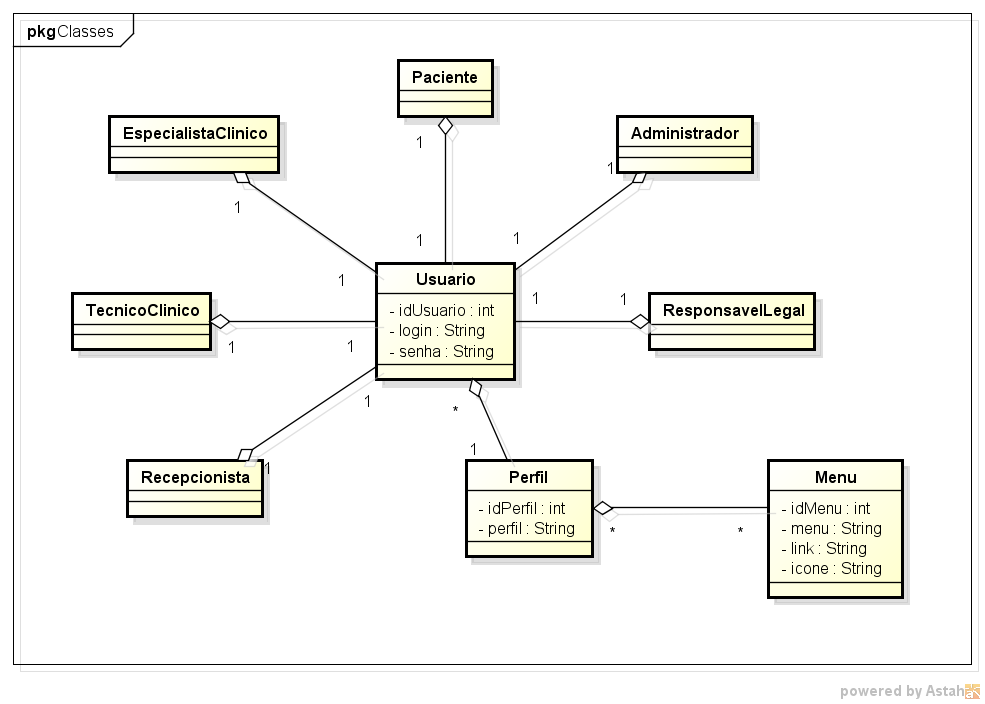 pkg Classes
Paciente
EspecialistaClinico
Administrador
1
1
1
1
1
1
Usuario
- idUsuario : int
- login : String
- senha : String
TecnicoClinico
1
1
1
1
ResponsavelLegal
1
*
1
1
Recepcionista
Perfil
- idPerfil : int
- perfil : String
*
*
Menu
- idMenu : int
- menu : String
- link : String
- icone : String
powered by Astah